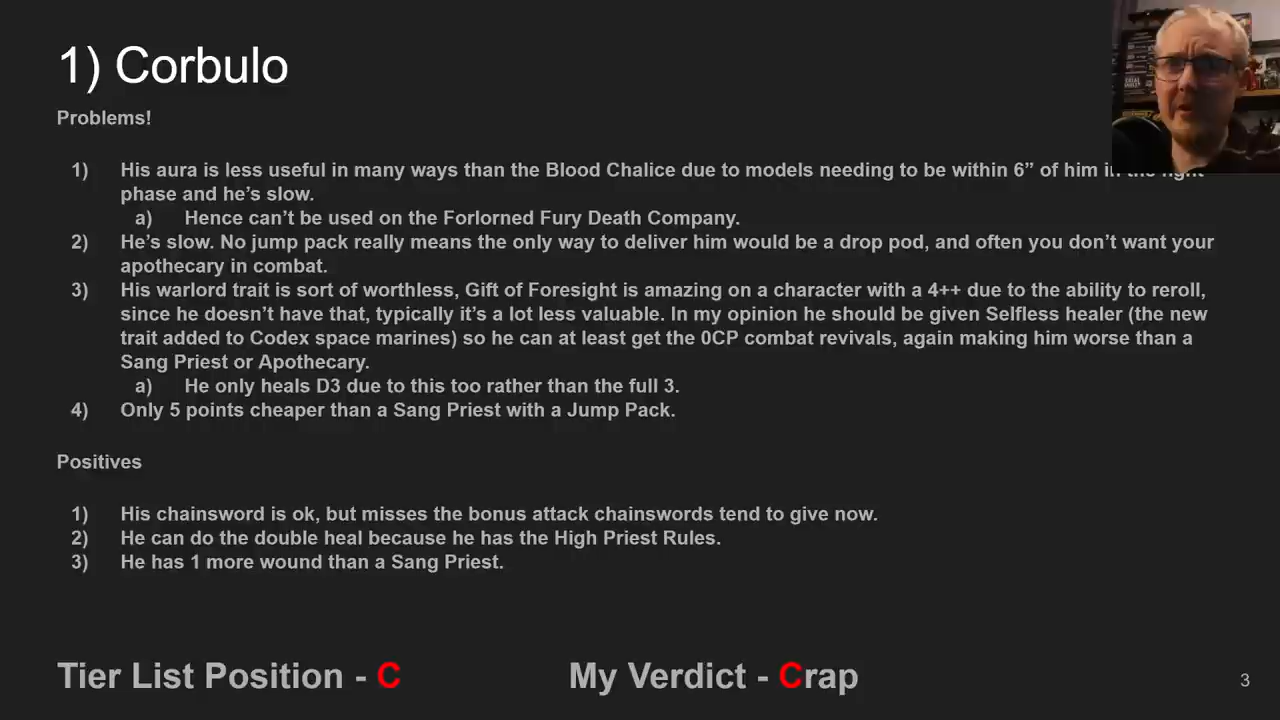 1) Corbulo
Problems!
1) His aura is less useful in many ways than the Blood Chalice due to models needing to be within 6” of him in the right
phase and he’s slow.
a) Hence can’t be used on the Forlorned Fury Death Company.
2) He’s slow. No jump pack really means the only way to deliver him would be a drop pod, and often you don’t want your
apothecary in combat.
3) His warlord trait is sort of worthless, Gift of Foresight is amazing on a character with a 4++ due to the ability to reroll,
since he doesn’t have that, typically it’s a lot less valuable. In my opinion he should be given Selfless healer (the new
trait added to Codex space marines) so he can at least get the 0CP combat revivals, again making him worse than a
Sang Priest or Apothecary.
a) He only heals D3 due to this too rather than the full 3.
4) Only 5 points cheaper than a Sang Priest with a Jump Pack.
Positives
1) His chainsword is ok, but misses the bonus attack chainswords tend to give now.
2) He can do the double heal because he has the High Priest Rules.
3) He has 1 more wound than a Sang Priest.
Tier List Position - C
My Verdict - Crap
3